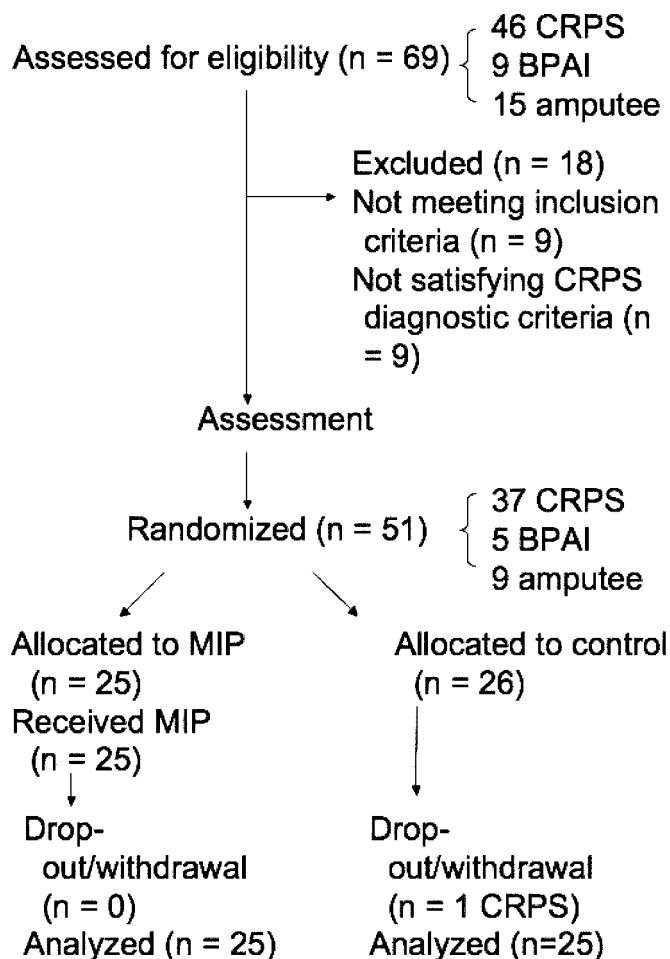 46 CRPS
Assessed for eligibility (n = 69)
9 BPAI
15 amputee
Excluded (n = 18)
Not meeting inclusion
criteria (n = 9)
Not satisfying CRPS
diagnostic criteria (n
= 9)
Assessment
37 CRPS
Randomized (n = 51)
5 BPAI
9 amputee
Allocated to MIP
(n = 25)
Received MIP
(n = 25)
Allocated to control
(n = 26)
Drop-
out/withdrawal
(n = 0)
Analyzed (n = 25)
Drop-
out/withdrawal
(n = 1 CRPS)
Analyzed (n=25)